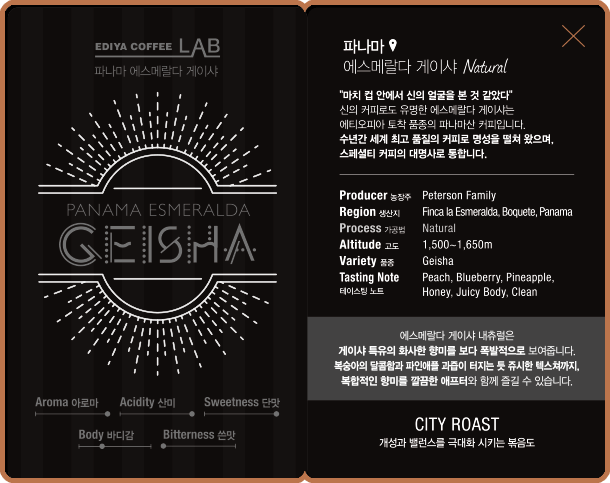 EDIYA COFFEE LAB
파나마 에스메랄다 게이샤
PANAMA ESMERALDA
GEISHA
Aroma 아로마 Acidity 산미 Sweetness 단맛
Body 바디감 Bitterness 쓴맛
파나마
에스메랄다 게이샤 Natural
"마치 컵 안에서 신의 얼굴을 본 것 같았다"
신의 커피로도 유명한 에스메랄다 게이샤는
에티오피아 토착 품종의 파나마산 커피입니다.
수년간 세계 최고 품질의 커피로 명성을 떨쳐 왔으며,
스페셜티 커피의 대명사로 통합니다.
Producer 농장주 Peterson Family
Region 생산지 Finca la Esmeralda, Boquete, Panama
Process 가공법 Natural
Altitude 고도 1,500~1,650m
Variety 품종 Geisha
Tasting Note Peach, Blueberry, Pineapple,
테이스팅 노트 Honey, Juicy Body, Clean
에스메랄다 게이샤 내츄럴은
게이샤 특유의 화사한 향미를 보다 폭발적으로 보여줍니다.
복숭아의 달콤함과 파인애플 과즙이 터지는 듯 쥬시한 텍스쳐까지,
복합적인 향미를 깔끔한 애프터와 함께 즐길 수 있습니다.
CITY ROAST
개성과 밸런스를 극대화 시키는 볶음도